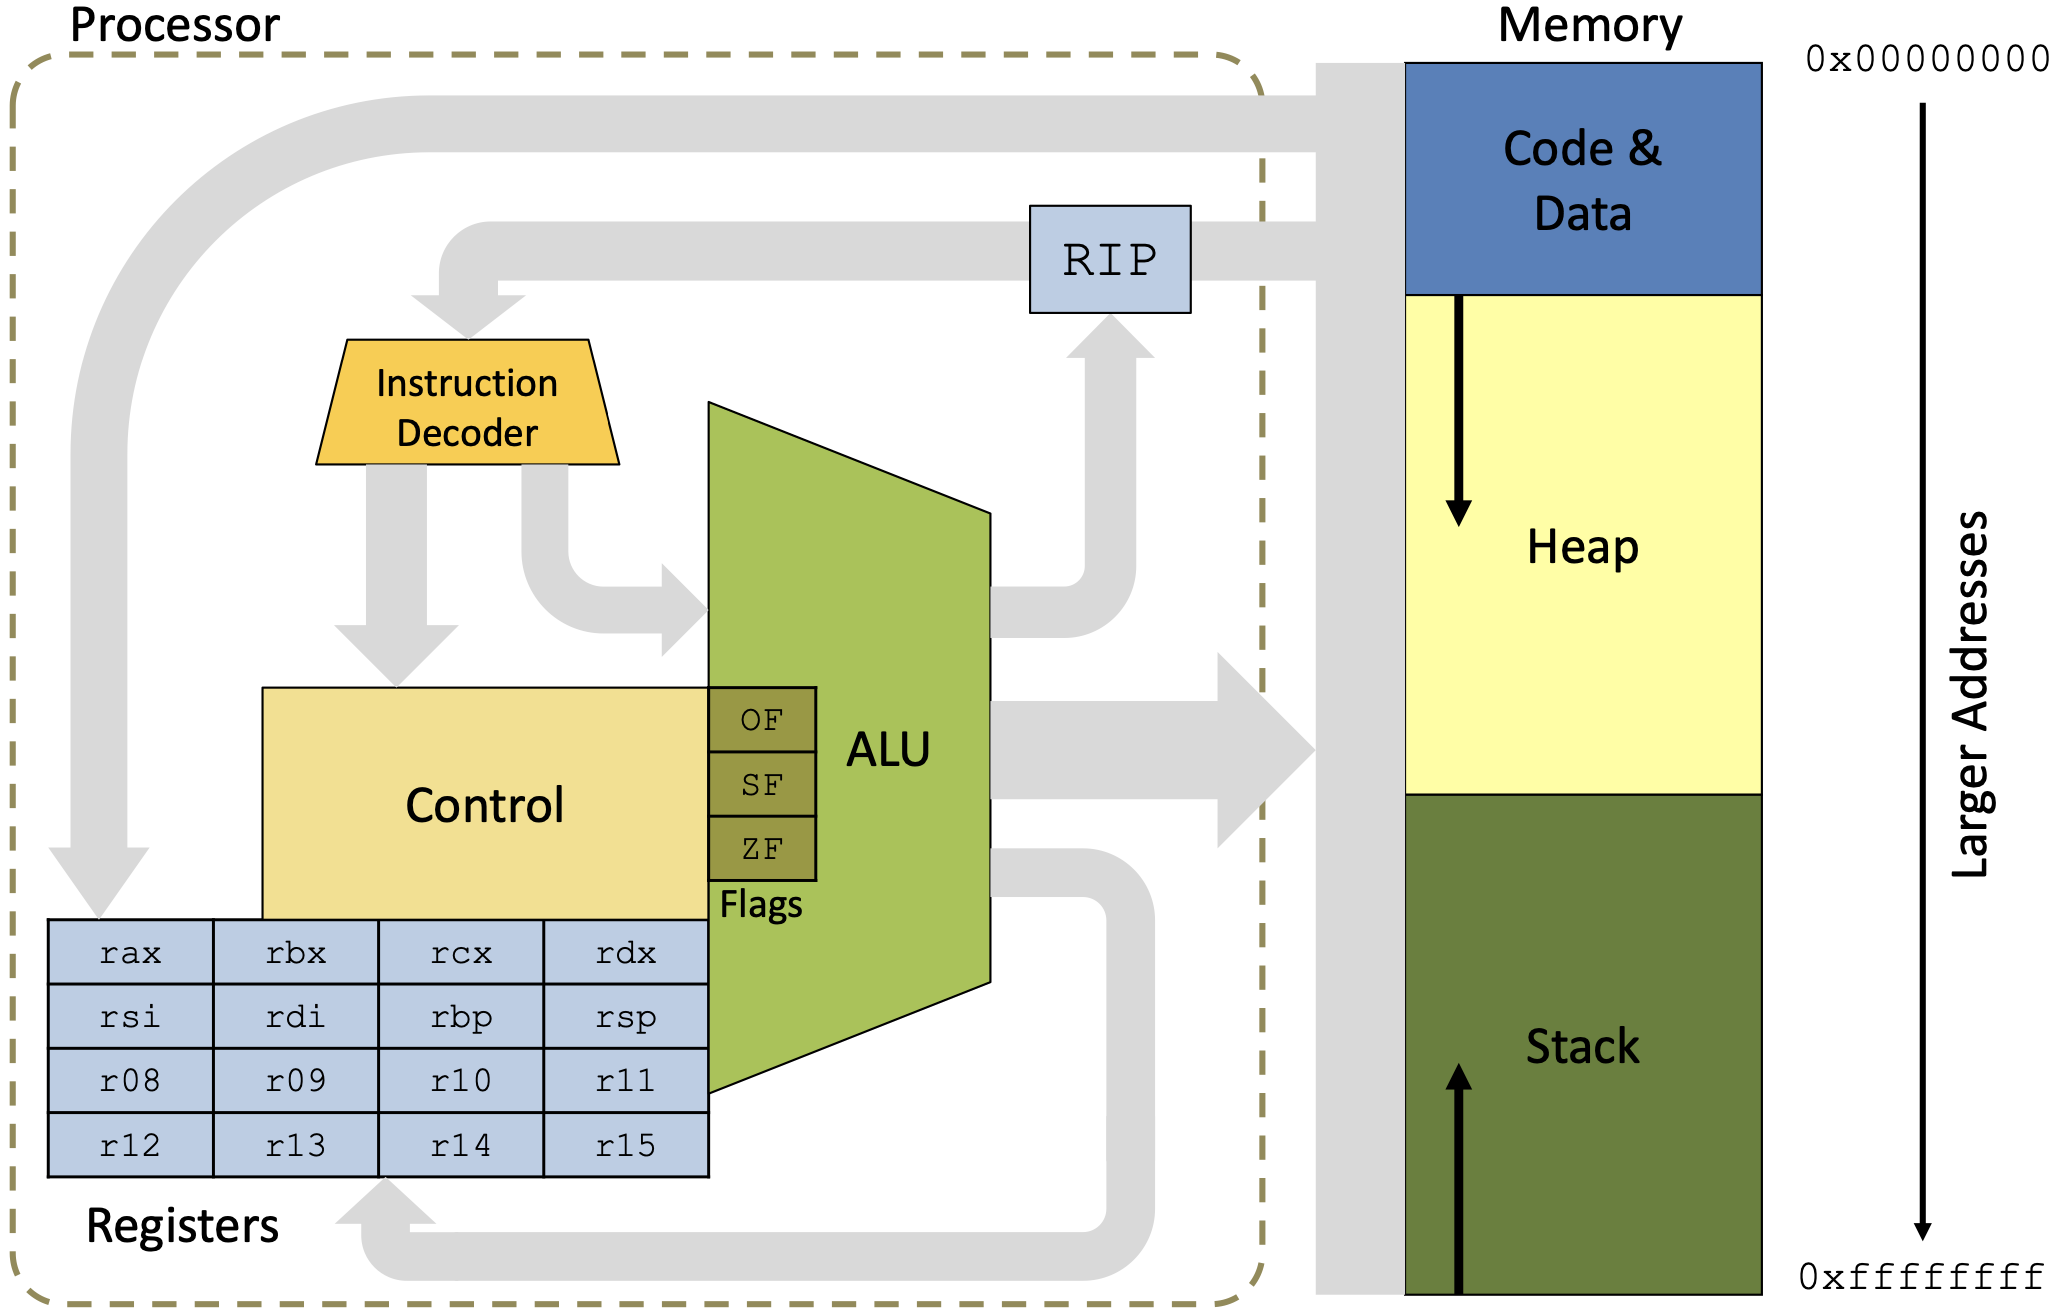 Processor
Memory
0x00000000
Code &
Data
RIP
Instruction
Decoder
Heap
Larger Addresses
OF
SF
ZF
Flags
ALU
Control
rax rbx rcx rdx
rsi rdi rbp rsp
r08 r09 r10 r11
r12 r13 r14 r15
Registers
Stack
0xffffffff